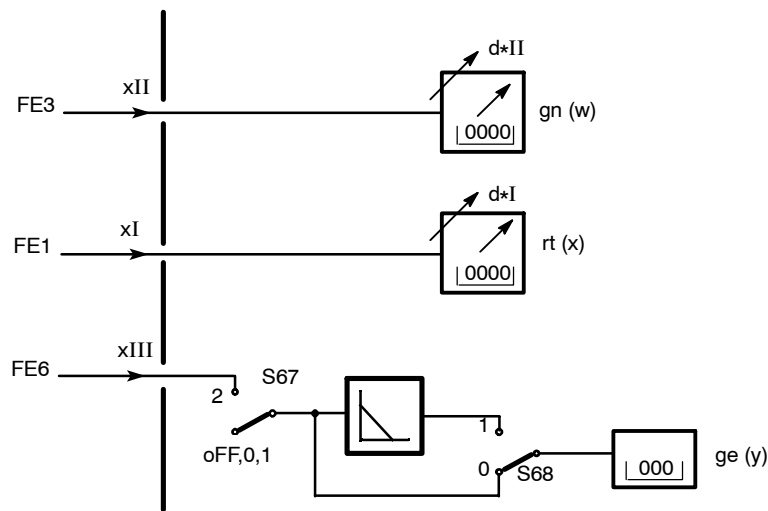 d*II
xII
FE3
gn (w)
0000
d*I
xI
FE1
rt (x)
0000
xIII
FE6
S67
2
1
oFF,0,1
0
S68
000
ge (y)